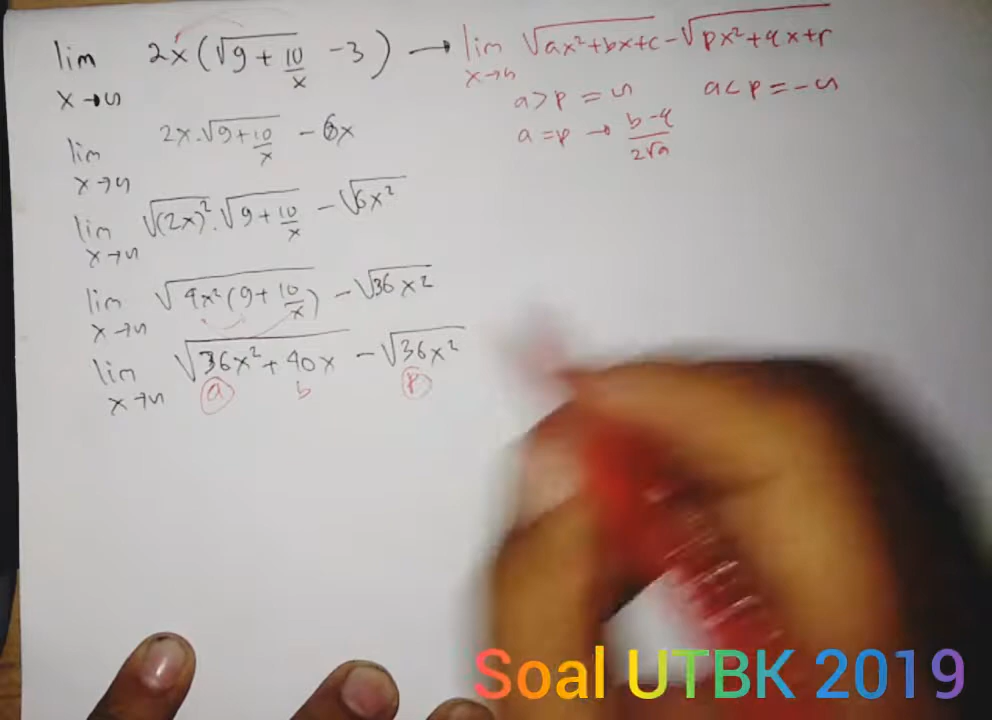 lim 2x(√9+10/x -3) → lim √ax²+bx+c - √px²+qx+r
x→∞ x→∞
a>p = ∞ a<p = -∞
a=p → b-q/2√a
lim 2x.√9+10/x - 6x
x→∞
lim √(2x)².√9+10/x - √6x²
x→∞
lim √4x²(9+10/x) - √36x²
x→∞
lim √36x²+40x - √36x²
x→∞ a b p
Soal UTBK 2019